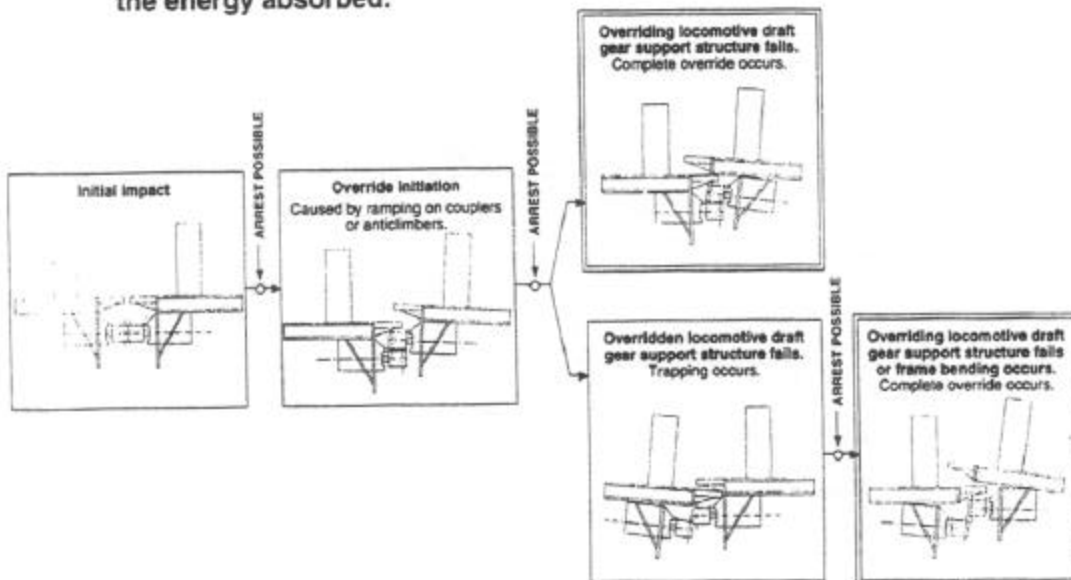 the energy absorbed.
Initial impact
ARREST POSSIBLE
Override initiation
Caused by ramping on couplers
or anticlimbers.
ARREST POSSIBLE
Overriding locomotive draft
gear support structure fails.
Complete override occurs.
Overridden locomotive draft
gear support structure fails.
Trapping occurs.
ARREST POSSIBLE
Overriding locomotive draft
gear support structure fails
or frame bending occurs.
Complete override occurs.